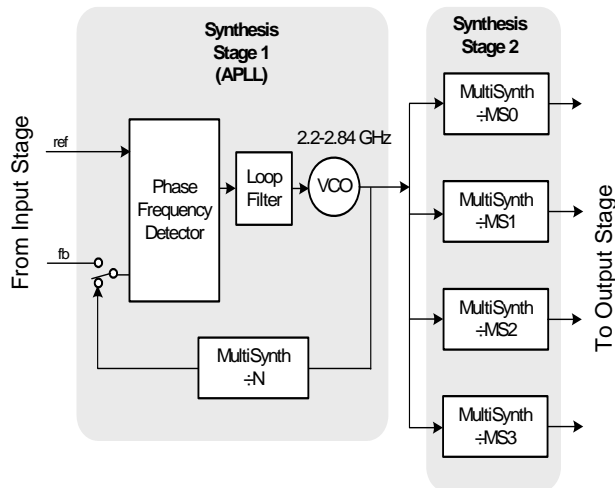 Synthesis
Stage 1
(APLL)
Synthesis
Stage 2
From Input Stage
ref
fb
Phase
Frequency
Detector
Loop
Filter
2.2-2.84 GHz
VCO
MultiSynth
÷N
MultiSynth
÷MS0
MultiSynth
÷MS1
MultiSynth
÷MS2
MultiSynth
÷MS3
To Output Stage